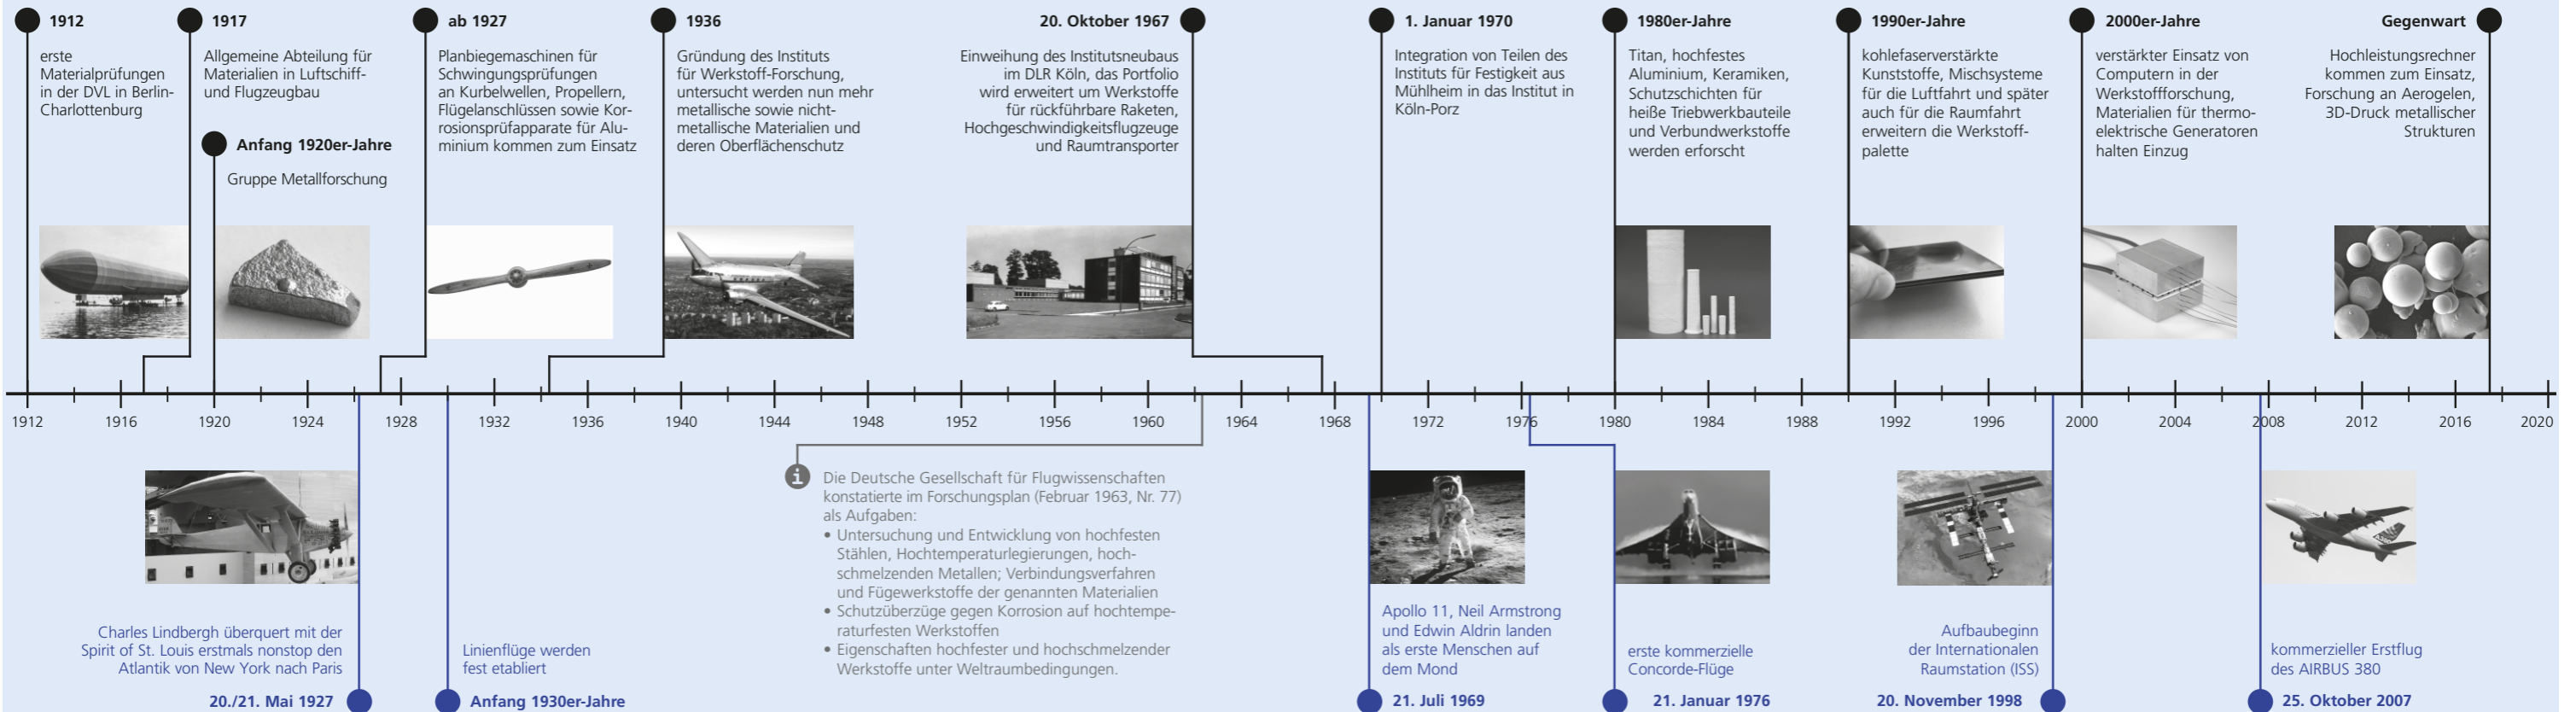 1912
erste
Materialprüfungen
in der DVL in Berlin-
Charlottenburg
1917
Allgemeine Abteilung für
Materialien in Luftschiff-
und Flugzeugbau
Anfang 1920er-Jahre
Gruppe Metallforschung
ab 1927
Planbiegemaschinen für
Schwingungsprüfungen
an Kurbelwellen, Propellern,
Flügelanschlüssen sowie Kor-
rosionsprüfapparate für Alu-
minium kommen zum Einsatz
1936
Gründung des Instituts
für Werkstoff-Forschung,
untersucht werden nun mehr
metallische sowie nicht-
metallische Materialien und
deren Oberflächenschutz
20. Oktober 1967
Einweihung des Institutsneubaus
im DLR Köln, das Portfolio
wird erweitert um Werkstoffe
für rückführbare Raketen,
Hochgeschwindigkeitsflugzeuge
und Raumtransporter
1. Januar 1970
Integration von Teilen des
Instituts für Festigkeit aus
Mühlheim in das Institut in
Köln-Porz
1980er-Jahre
Titan, hochfestes
Aluminium, Keramiken,
Schutzschichten für
heiße Triebwerkbauteile
und Verbundwerkstoffe
werden erforscht
1990er-Jahre
kohlefaserverstärkte
Kunststoffe, Mischsysteme
für die Luftfahrt und später
auch für die Raumfahrt
erweitern die Werkstoff-
palette
2000er-Jahre
verstärkter Einsatz von
Computern in der
Werkstoffforschung,
Materialien für thermo-
elektrische Generatoren
halten Einzug
Gegenwart
Hochleistungsrechner
kommen zum Einsatz,
Forschung an Aerogelen,
3D-Druck metallischer
Strukturen
1912 1916 1920 1924 1928 1932 1936 1940 1944 1948 1952 1956 1960 1964 1968 1972 1976 1980 1984 1988 1992 1996 2000 2004 2008 2012 2016 2020
Charles Lindbergh überquert mit der
Spirit of St. Louis erstmals nonstop den
Atlantik von New York nach Paris
20./21. Mai 1927
Linienflüge werden
fest etabliert
Anfang 1930er-Jahre
i
Die Deutsche Gesellschaft für Flugwissenschaften
konstatierte im Forschungsplan (Februar 1963, Nr. 77)
als Aufgaben:
• Untersuchung und Entwicklung von hochfesten
Stählen, Hochtemperaturlegierungen, hoch-
schmelzenden Metallen; Verbindungsverfahren
und Fügewerkstoffe der genannten Materialien
• Schutzüberzüge gegen Korrosion auf hochtempe-
raturfesten Werkstoffen
• Eigenschaften hochfester und hochschmelzender
Werkstoffe unter Weltraumbedingungen.
Apollo 11, Neil Armstrong
und Edwin Aldrin landen
als erste Menschen auf
dem Mond
21. Juli 1969
erste kommerzielle
Concorde-Flüge
21. Januar 1976
Aufbaubeginn
der Internationalen
Raumstation (ISS)
20. November 1998
kommerzieller Erstflug
des AIRBUS 380
25. Oktober 2007